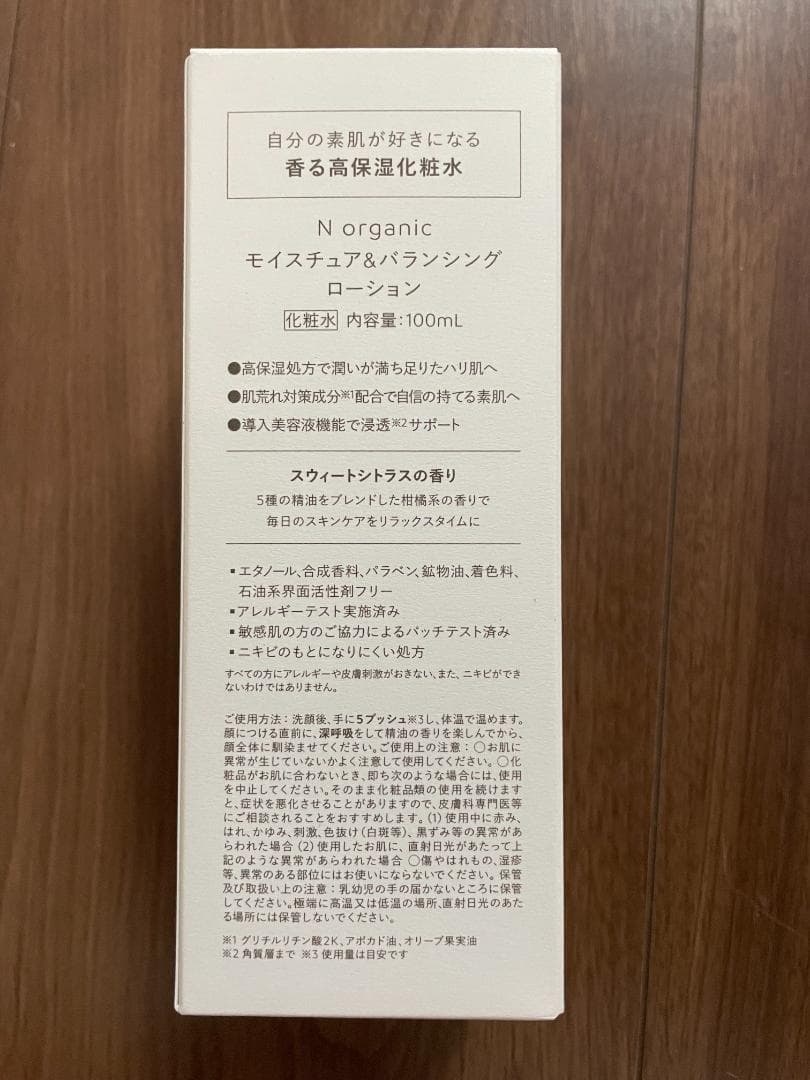 自分の素肌が好きになる
香る高保湿化粧水
N organic
モイスチュア&バランシング
ローション
化粧水 内容量:100mL
●高保湿処方で潤いが満ち足りたハリ肌へ
●肌荒れ対策成分※1配合で自信の持てる素肌へ
●導入美容液機能で浸透※2サポート
スウィートシトラスの香り
5種の精油をブレンドした柑橘系の香りで
毎日のスキンケアをリラックスタイムに
▪エタノール、合成香料、パラベン、鉱物油、着色料、
石油系界面活性剤フリー
▪アレルギーテスト実施済み
▪敏感肌の方のご協力によるパッチテスト済み
▪ニキビのもとになりにくい処方
すべての方にアレルギーや皮膚刺激がおきない、また、ニキビができ
ないわけではありません。
ご使用方法:洗顔後、手に5プッシュ※3し、体温で温めます。
顔につける直前に、深呼吸をして精油の香りを楽しんでから、
顔全体に馴染ませてください。ご使用上の注意:○お肌に
異常が生じていないかよく注意して使用してください。○化
粧品がお肌に合わないとき、即ち次のような場合には、使用
を中止してください。そのまま化粧品類の使用を続けます
と、症状を悪化させることがありますので、皮膚科専門医等
にご相談されることをおすすめします。(1)使用中に赤み、
はれ、かゆみ、刺激、色抜け(白斑等)、黒ずみ等の異常があ
らわれた場合(2)使用したお肌に、直射日光があたって上
記のような異常があらわれた場合 ○傷やはれもの、湿疹
等、異常のある部位にはお使いにならないでください。保管
及び取扱い上の注意:乳幼児の手の届かないところに保管
してください。極端に高温又は低温の場所、直射日光のあた
る場所には保管しないでください。
※1 グリチルリチン酸2K、アボカド油、オリーブ果実油
※2 角質層まで ※3 使用量は目安です